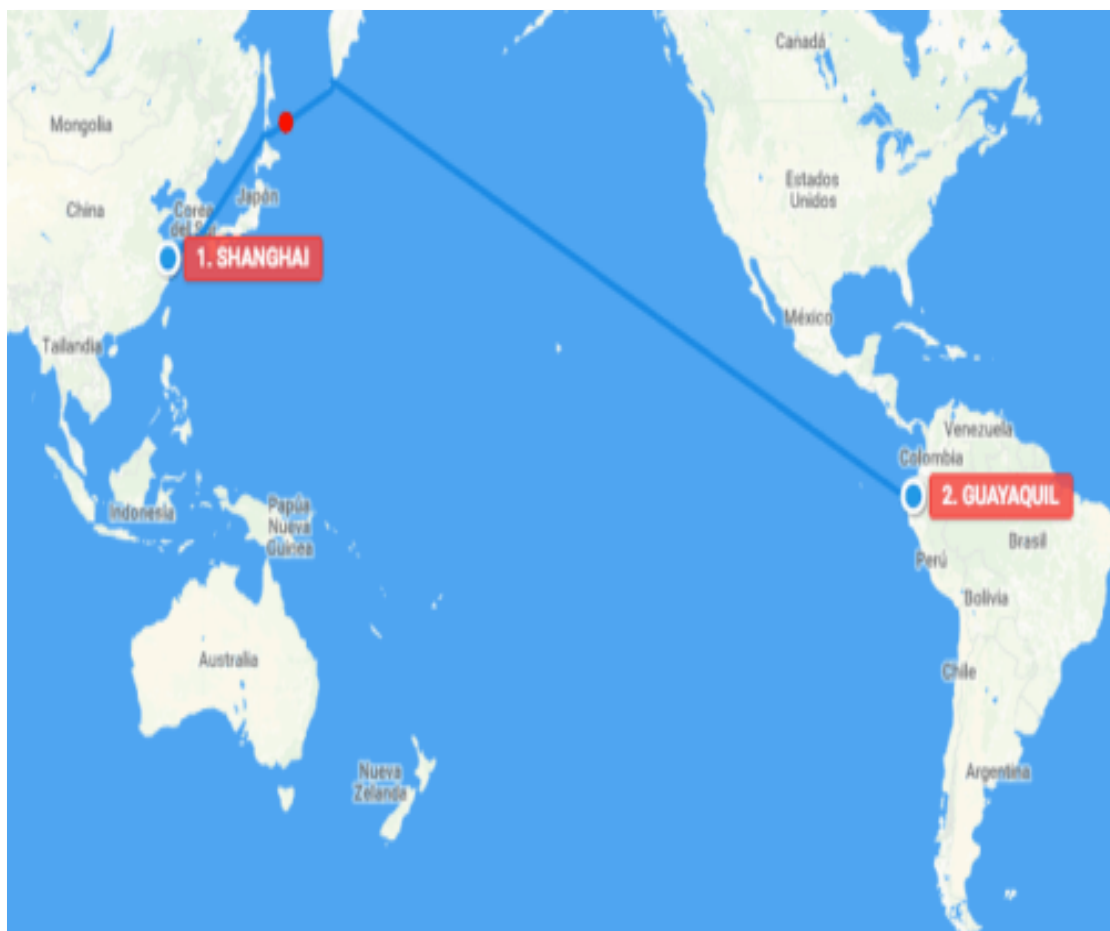 Canadá
Mongolia
Estados
Unidos
China
Corea
del Sur
Japón
1. SHANGHAI
México
Tailandia
Venezuela
Colombia
2. GUAYAQUIL
Indonesia
Papúa
Nueva
Guinea
Perú
Brasil
Bolivia
Australia
Chile
Nueva
Zelanda
Argentina